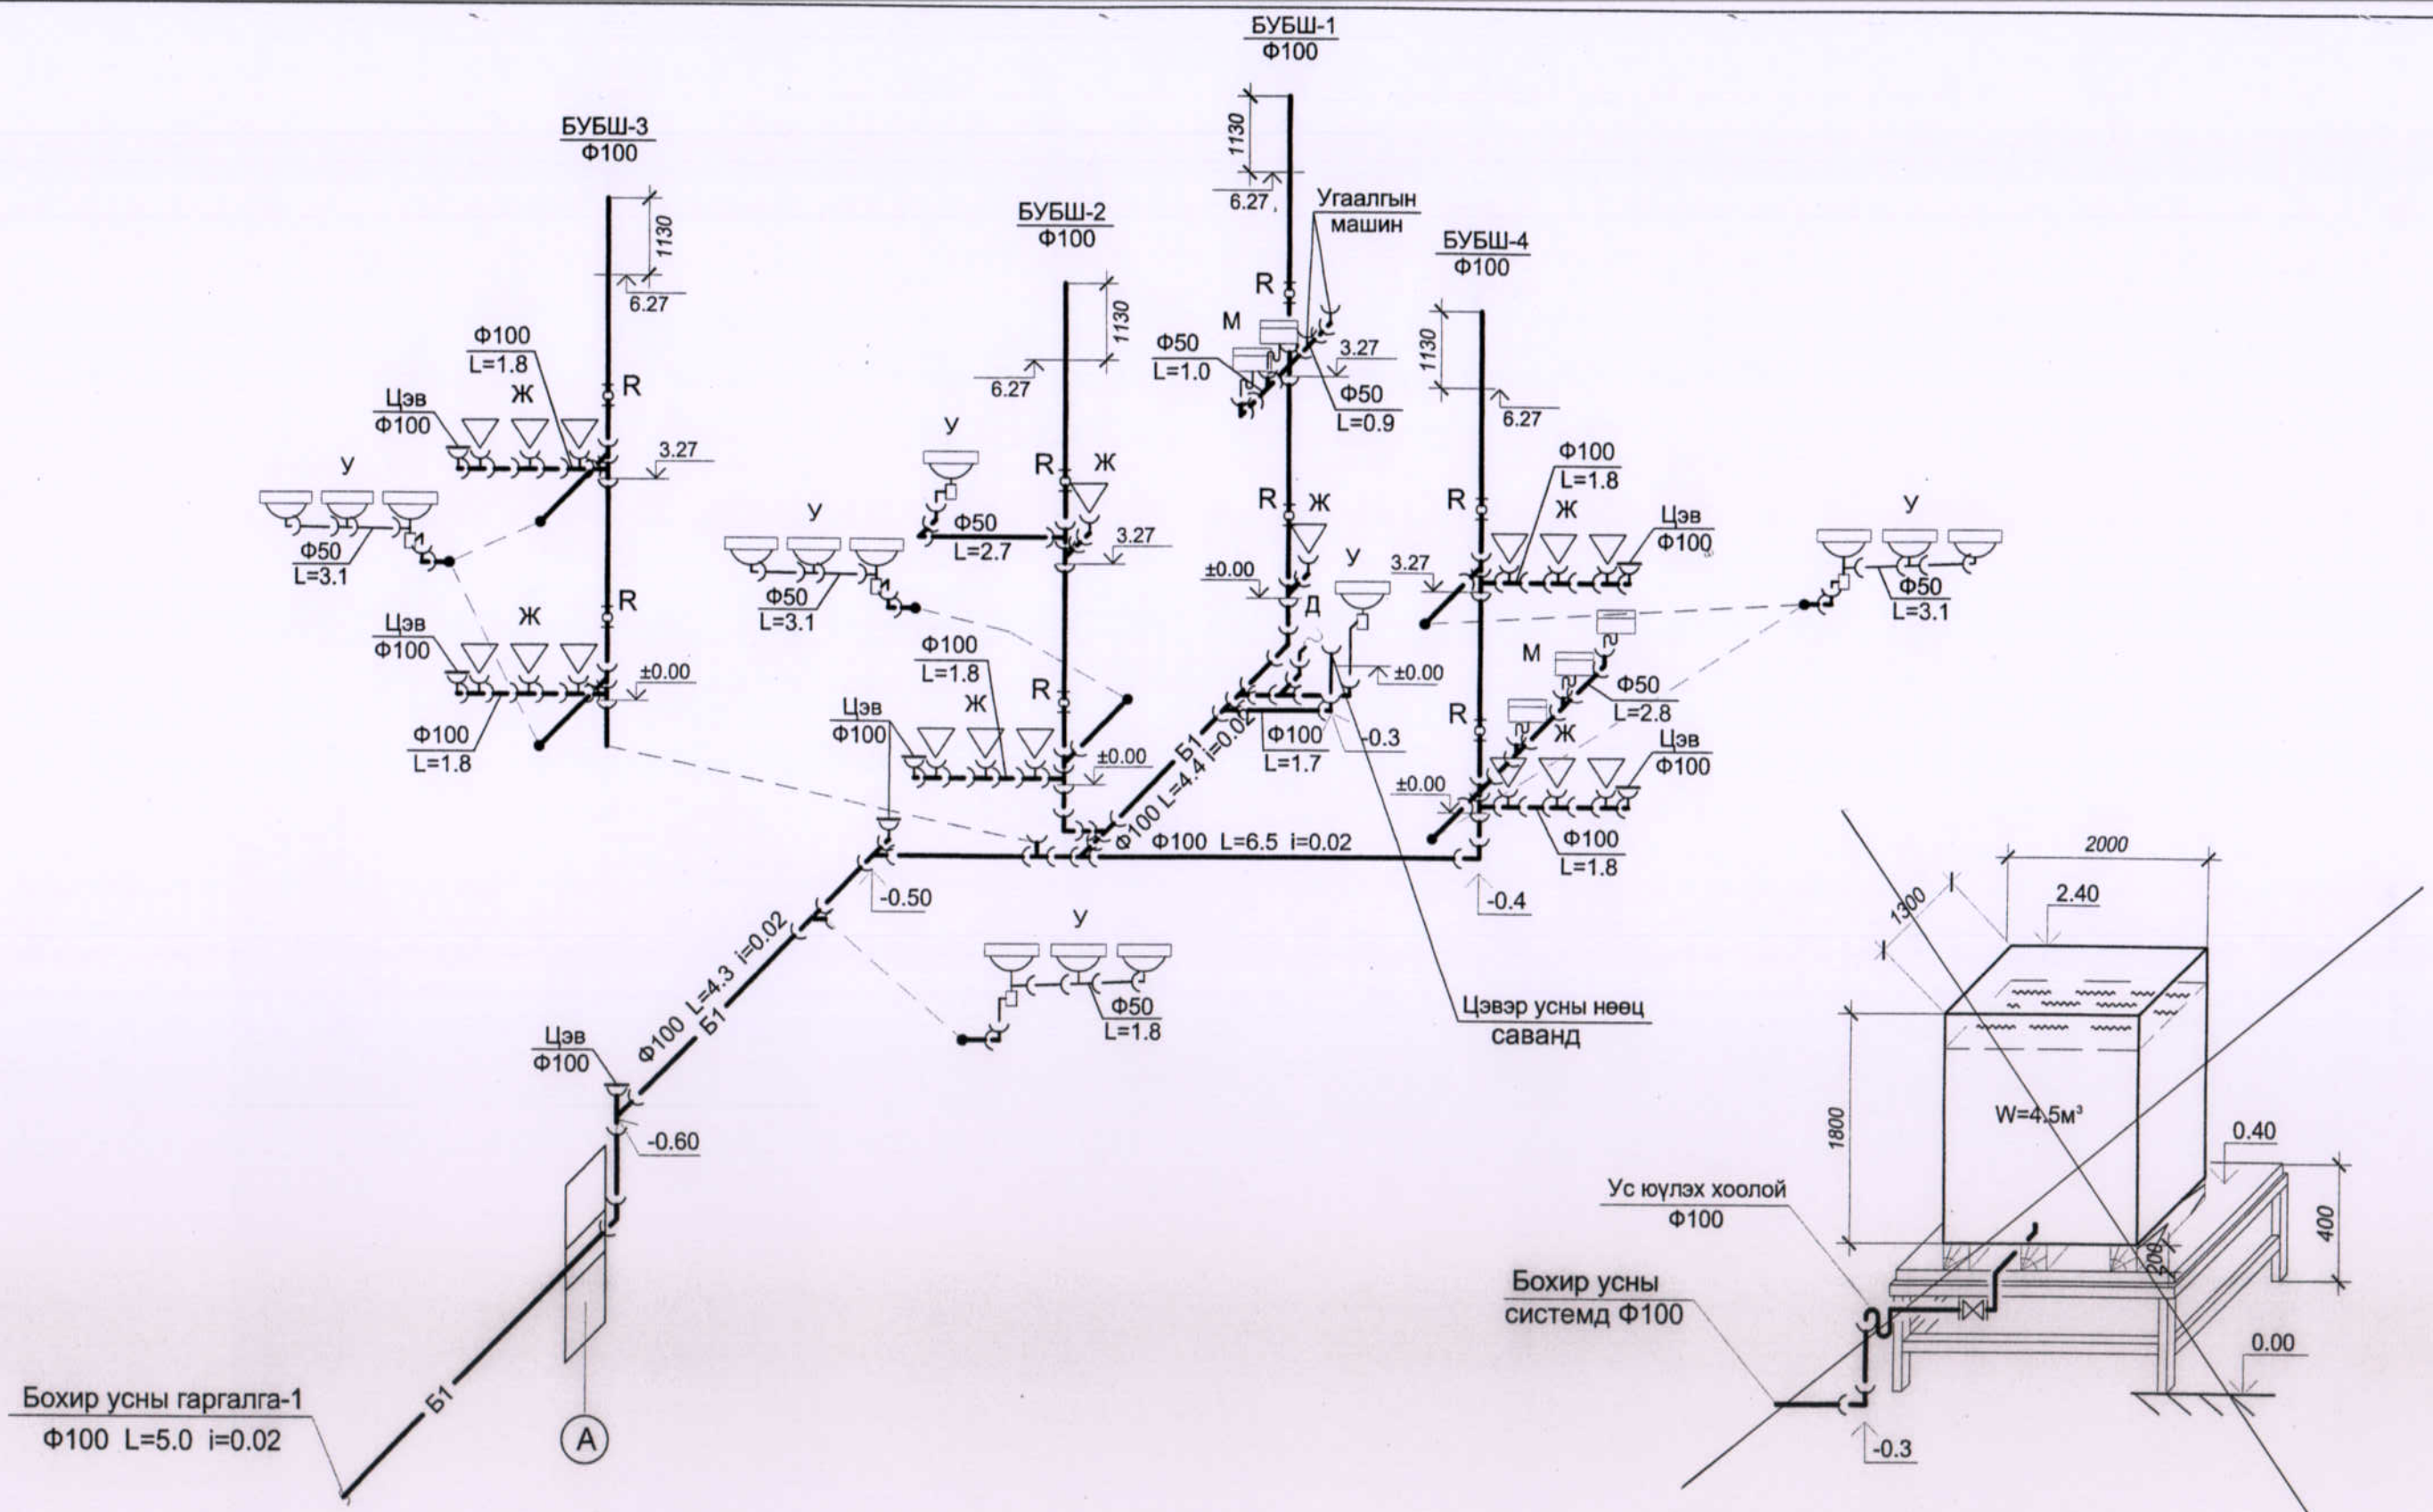 БУБШ-1
Ф100
1130
6.27
БУБШ-3
Ф100
1130
6.27
Ф100
L=1.8
Ж
Цэв
Ф100
R
3.27
У
Ф50
L=3.1
R
Цэв
Ф100
Ж
±0.00
Ф100
L=1.8
БУБШ-2
Ф100
1130
6.27
У
R
Ж
Ф50
L=2.7
3.27
У
Ф50
L=3.1
Ф100
L=1.8
Ж
R
Цэв
Ф100
±0.00
Угаалгын
машин
R
М
Ф50
L=1.0
3.27
Ф50
L=0.9
R
Ж
±0.00
У
Д
±0.00
Ф100
L=1.7
-0.3
Б1
Ф100 L=4.4 i=0.02
БУБШ-4
Ф100
1130
6.27
R
Ф100
L=1.8
Ж
Цэв
Ф100
3.27
У
Ф50
L=3.1
М
Ф50
L=2.8
R
Ж
Цэв
Ф100
±0.00
Ф100
L=1.8
Ф Ф100 L=6.5 i=0.02
-0.50
-0.4
У
Ф50
L=1.8
Цэвэр усны нөөц
саванд
Ф100 L=4.3 i=0.02
Б1
Цэв
Ф100
-0.60
Б1
Бохир усны гаргалга-1
Ф100 L=5.0 i=0.02
А
2000
1300
2.40
1800
W=4.5м³
0.40
400
200
Ус юүлэх хоолой
Ф100
Бохир усны
системд Ф100
0.00
-0.3